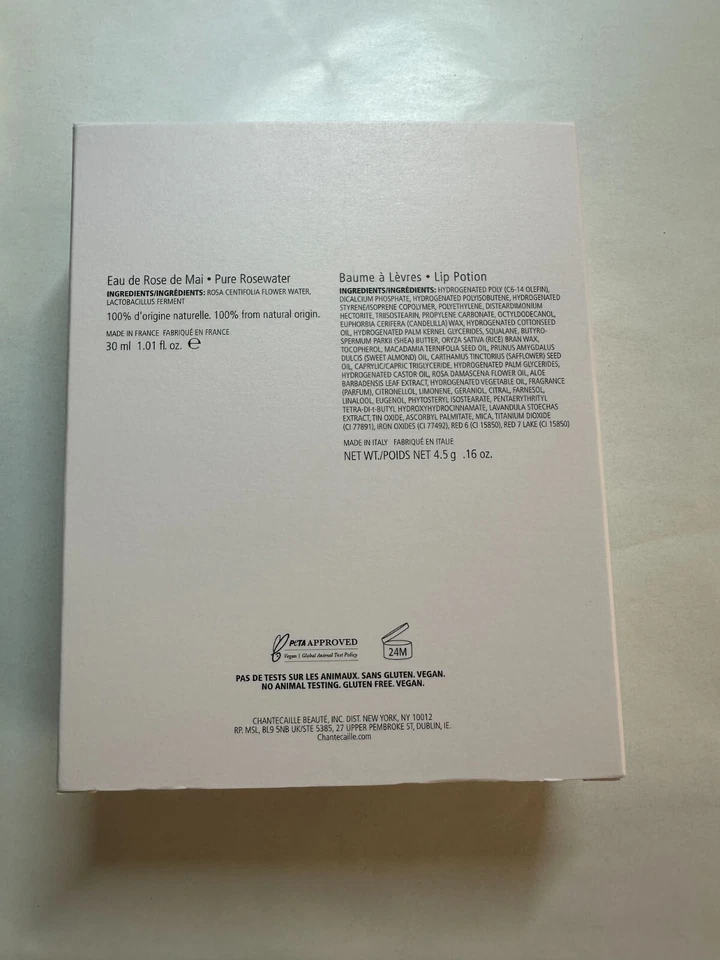 Eau de Rose de Mai • Pure Rosewater
INGREDIENTS/INGRÉDIENTS: ROSA CENTIFOLIA FLOWER WATER,
LACTOBACILLUS FERMENT
100% d'origine naturelle. 100% from natural origin.
MADE IN FRANCE FABRIQUÉ EN FRANCE
30 ml 1.01 fl. oz. ℮
Baume à Lèvres • Lip Potion
INGREDIENTS/INGRÉDIENTS: HYDROGENATED POLY (C6-14 OLEFIN),
DICALCIUM PHOSPHATE, HYDROGENATED POLYISOBUTENE, HYDROGENATED
STYRENE/ISOPRENE COPOLYMER, POLYETHYLENE, DISTEARDIMONIUM
HECTORITE, TRIISOSTEARIN, PROPYLENE CARBONATE, OCTYLDODECANOL,
EUPHORBIA CERIFERA (CANDELILLA) WAX, HYDROGENATED COTTONSEED
OIL, HYDROGENATED PALM KERNEL GLYCERIDES, SQUALANE, BUTYRO-
SPERMUM PARKII (SHEA) BUTTER, ORYZA SATIVA (RICE) BRAN WAX,
TOCOPHEROL, MACADAMIA TERNIFOLIA SEED OIL, PRUNUS AMYGDALUS
DULCIS (SWEET ALMOND) OIL, CARTHAMUS TINCTORIUS (SAFFLOWER) SEED
OIL, CAPRYLIC/CAPRIC TRIGLYCERIDE, HYDROGENATED PALM GLYCERIDES,
HYDROGENATED CASTOR OIL, ROSA DAMASCENA FLOWER OIL, ALOE
BARBADENSIS LEAF EXTRACT, HYDROGENATED VEGETABLE OIL, FRAGRANCE
(PARFUM), CITRONELLOL, LIMONENE, GERANIOL, CITRAL, FARNESOL,
LINALOOL, EUGENOL, PHYTOSTERYL ISOSTEARATE, PENTAERYTHRITYL
TETRA-DI-t-BUTYL HYDROXYHYDROCINNAMATE, LAVANDULA STOECHAS
EXTRACT, TIN OXIDE, ASCORBYL PALMITATE, MICA, TITANIUM DIOXIDE
(CI 77891), IRON OXIDES (CI 77492), RED 6 (CI 15850), RED 7 LAKE (CI 15850)
MADE IN ITALY FABRIQUÉ EN ITALIE
NET WT./POIDS NET 4.5 g .16 oz.
PETA APPROVED
Vegan | Global Animal Test Policy
24M
PAS DE TESTS SUR LES ANIMAUX. SANS GLUTEN. VEGAN.
NO ANIMAL TESTING. GLUTEN FREE. VEGAN.
CHANTECAILLE BEAUTÉ, INC. DIST. NEW YORK, NY 10012
RP. MSL, BL9 5NB UK/STE 5385, 27 UPPER PEMBROKE ST, DUBLIN, IE.
Chantecaille.com